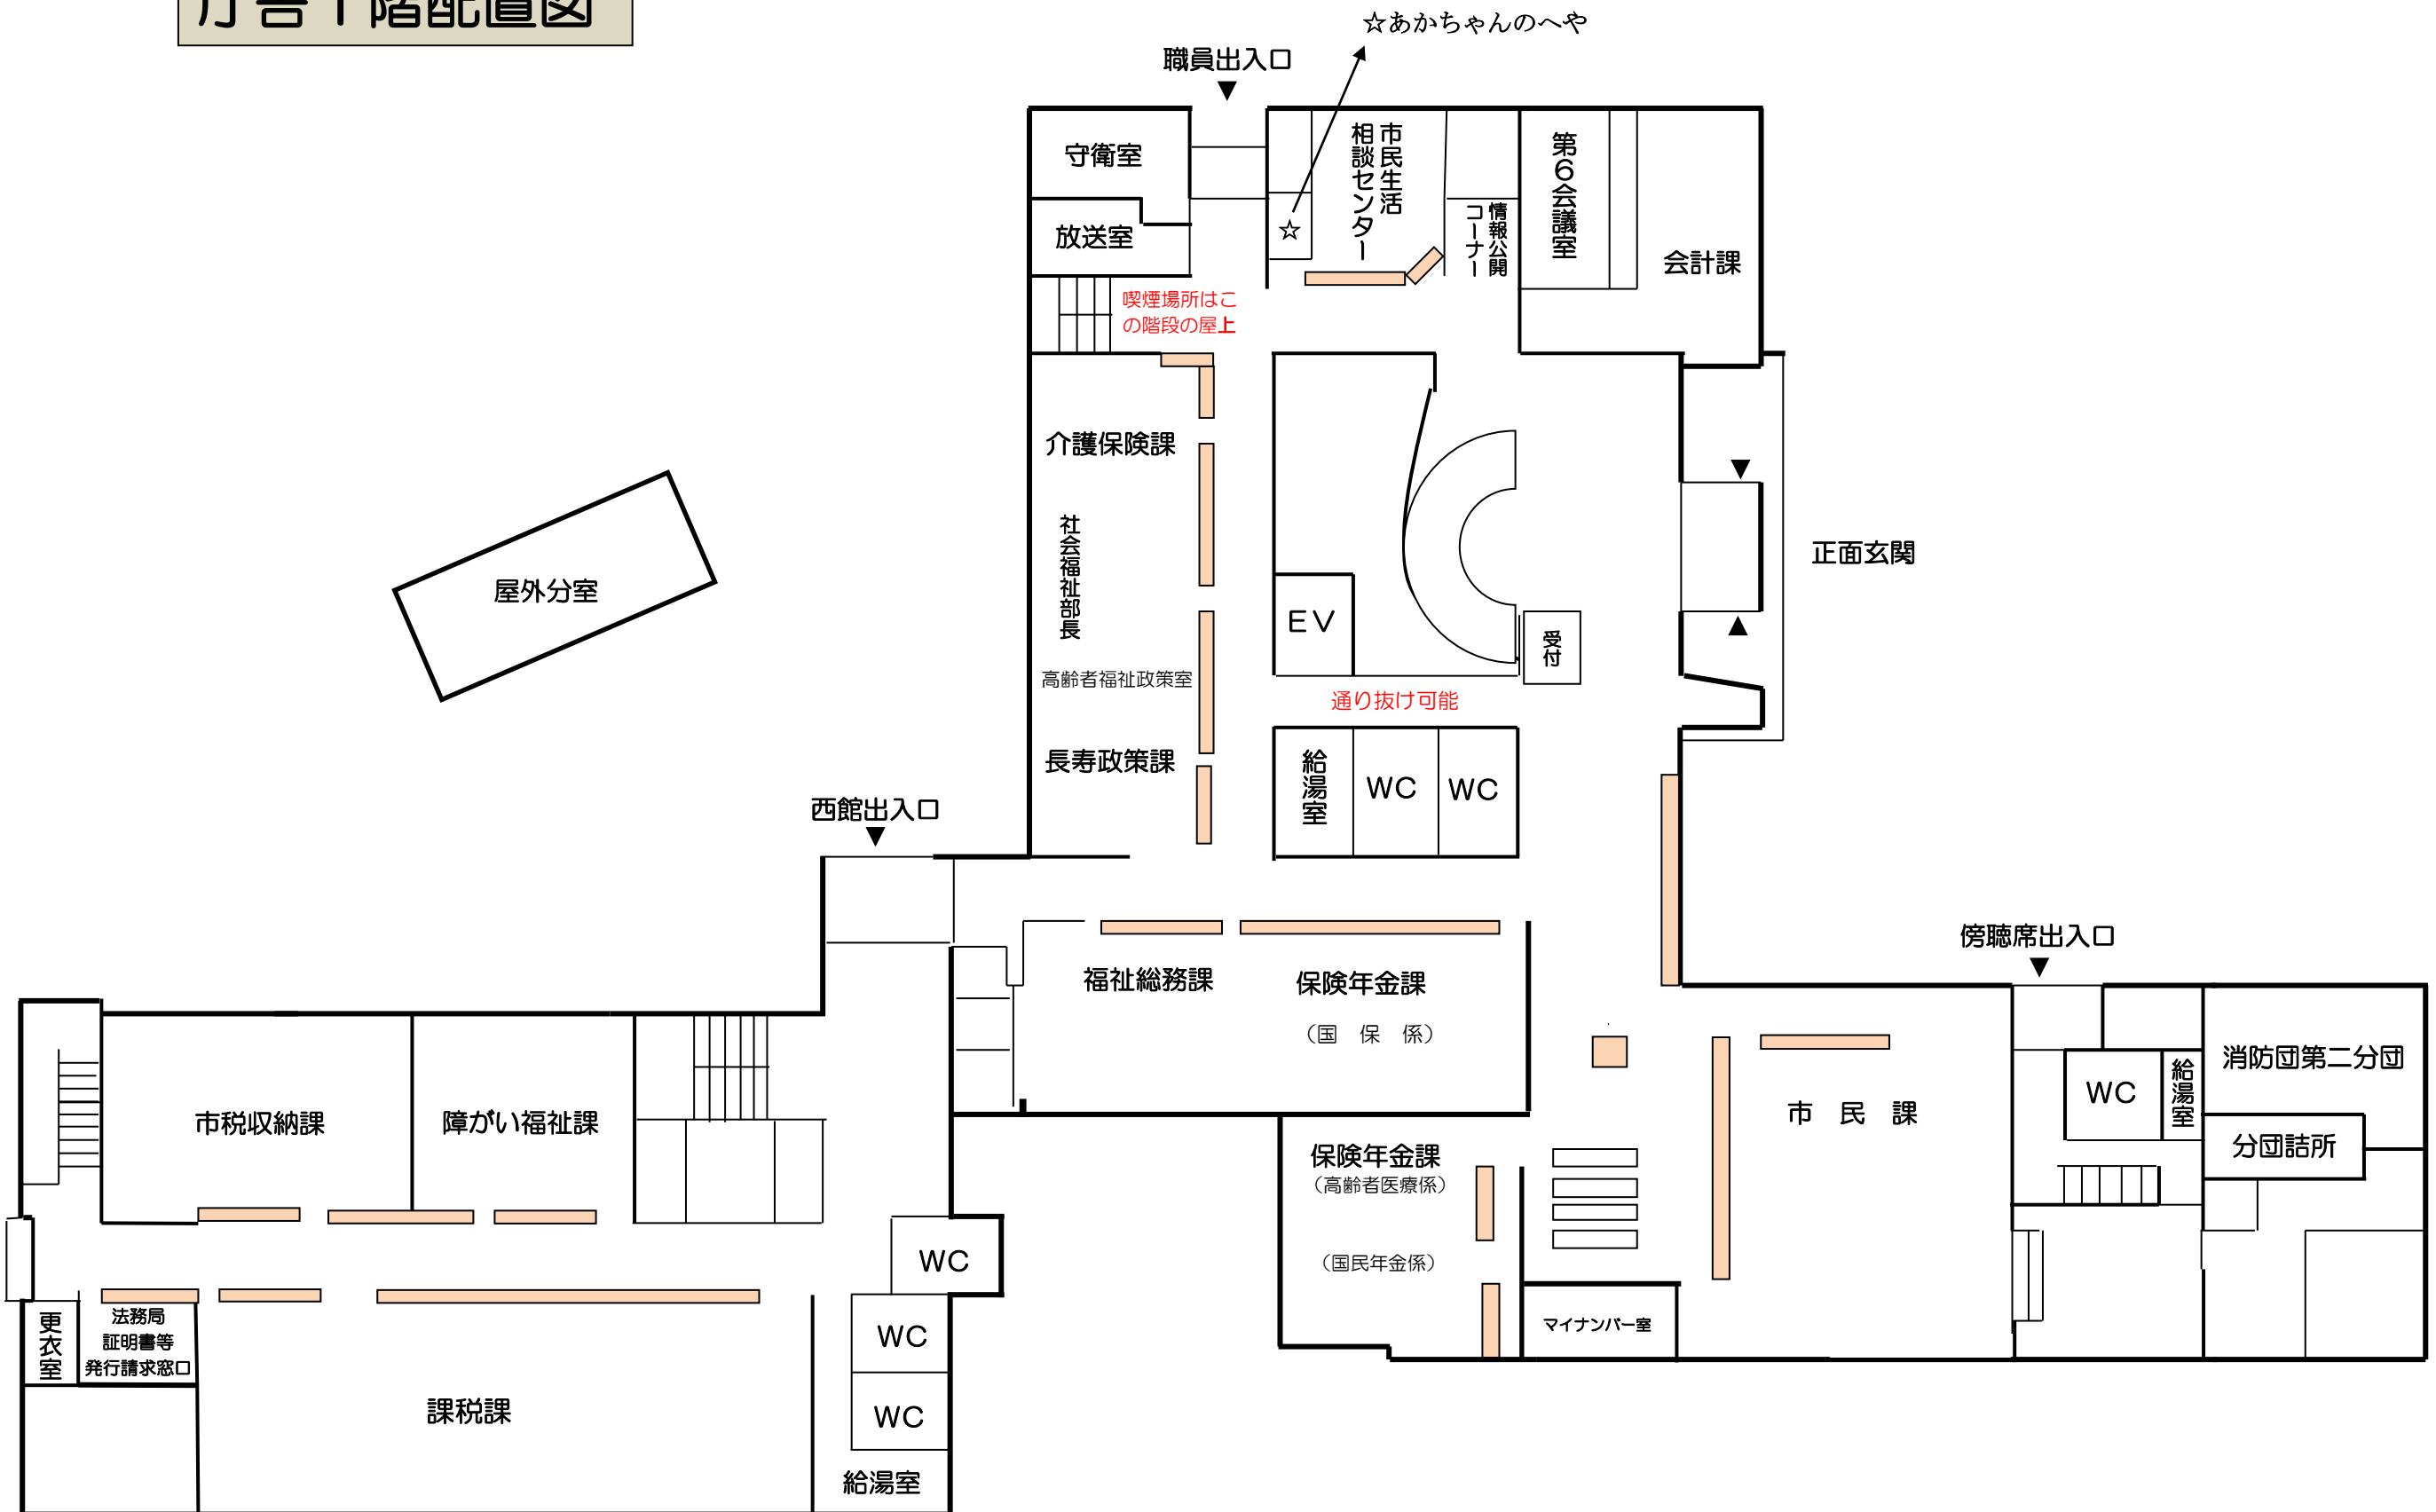 庁舎1階配置図
☆あかちゃんのへや
職員出入口
守衛室
放送室
☆
市民生活
相談センター
情報公開
コーナー
第6会議室
会計課
喫煙場所はこ
の階段の屋上
介護保険課
社会福祉部長
高齢者福祉政策室
長寿政策課
屋外分室
EV
受付
正面玄関
通り抜け可能
給湯室
WC
WC
西館出入口
傍聴席出入口
福祉総務課
保険年金課
(国 保 係)
市税収納課
障がい福祉課
市 民 課
WC
給湯室
消防団第二分団
分団詰所
保険年金課
(高齢者医療係)
(国民年金係)
マイナンバー室
WC
WC
WC
給湯室
更衣室
法務局
証明書等
発行請求窓口
課税課